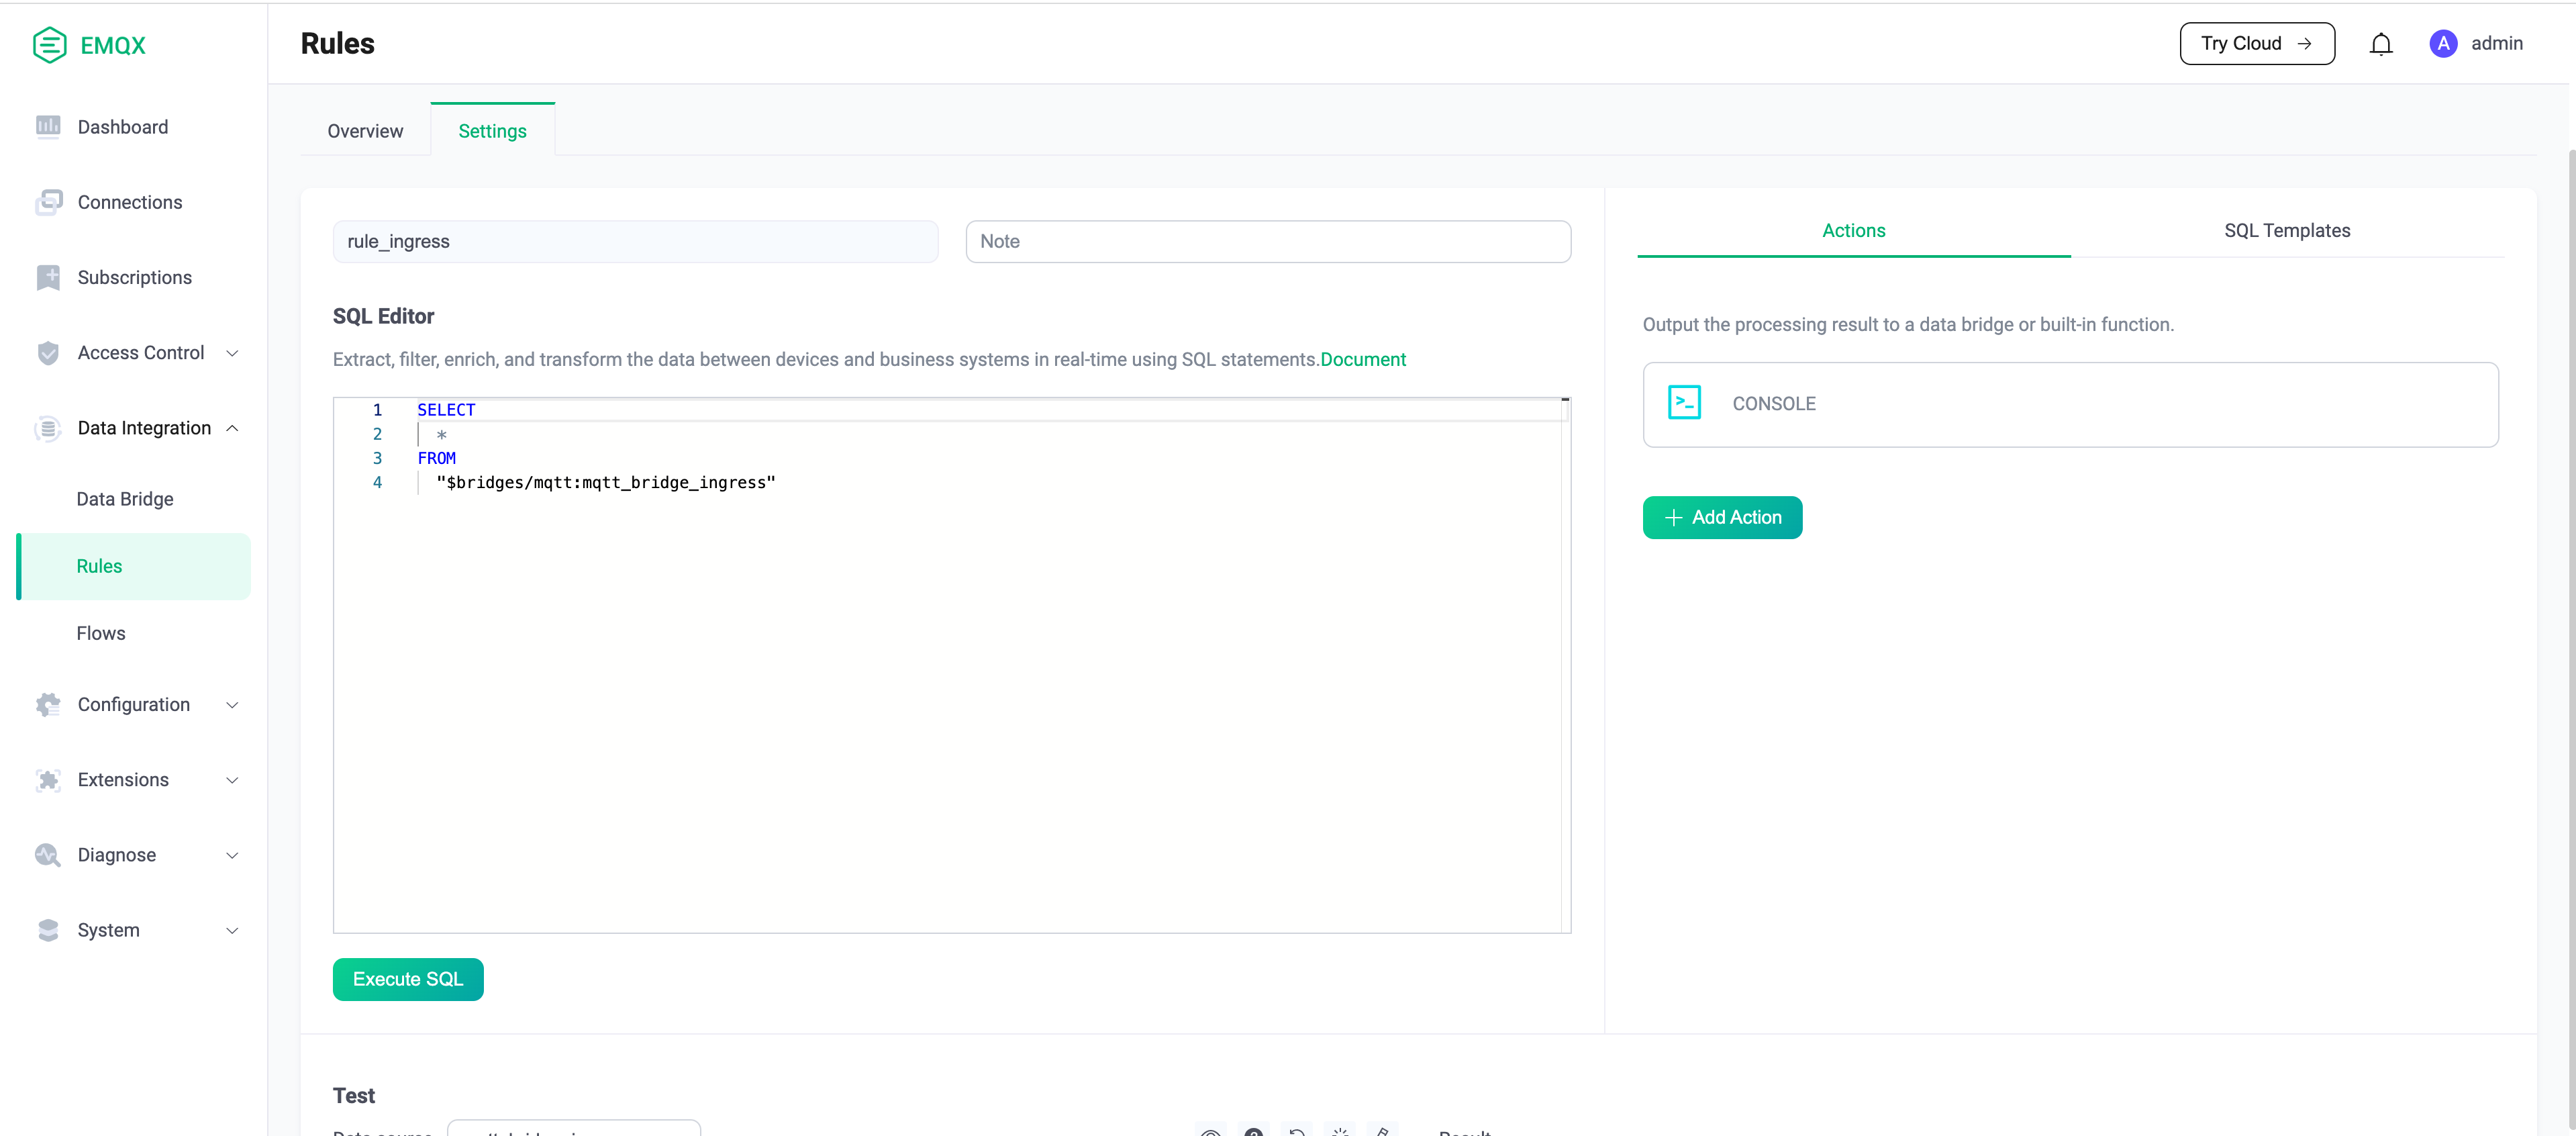 EMQX
Rules
Try Cloud →
A admin
Dashboard
Connections
Subscriptions
Access Control
Data Integration
Data Bridge
Rules
Flows
Configuration
Extensions
Diagnose
System
Overview
Settings
rule_ingress
Note
SQL Editor
Extract, filter, enrich, and transform the data between devices and business systems in real-time using SQL statements.Document
1 SELECT
2 *
3 FROM
4 "$bridges/mqtt:mqtt_bridge_ingress"
Execute SQL
Actions
SQL Templates
Output the processing result to a data bridge or built-in function.
>_ CONSOLE
+ Add Action
Test
Data source
Result